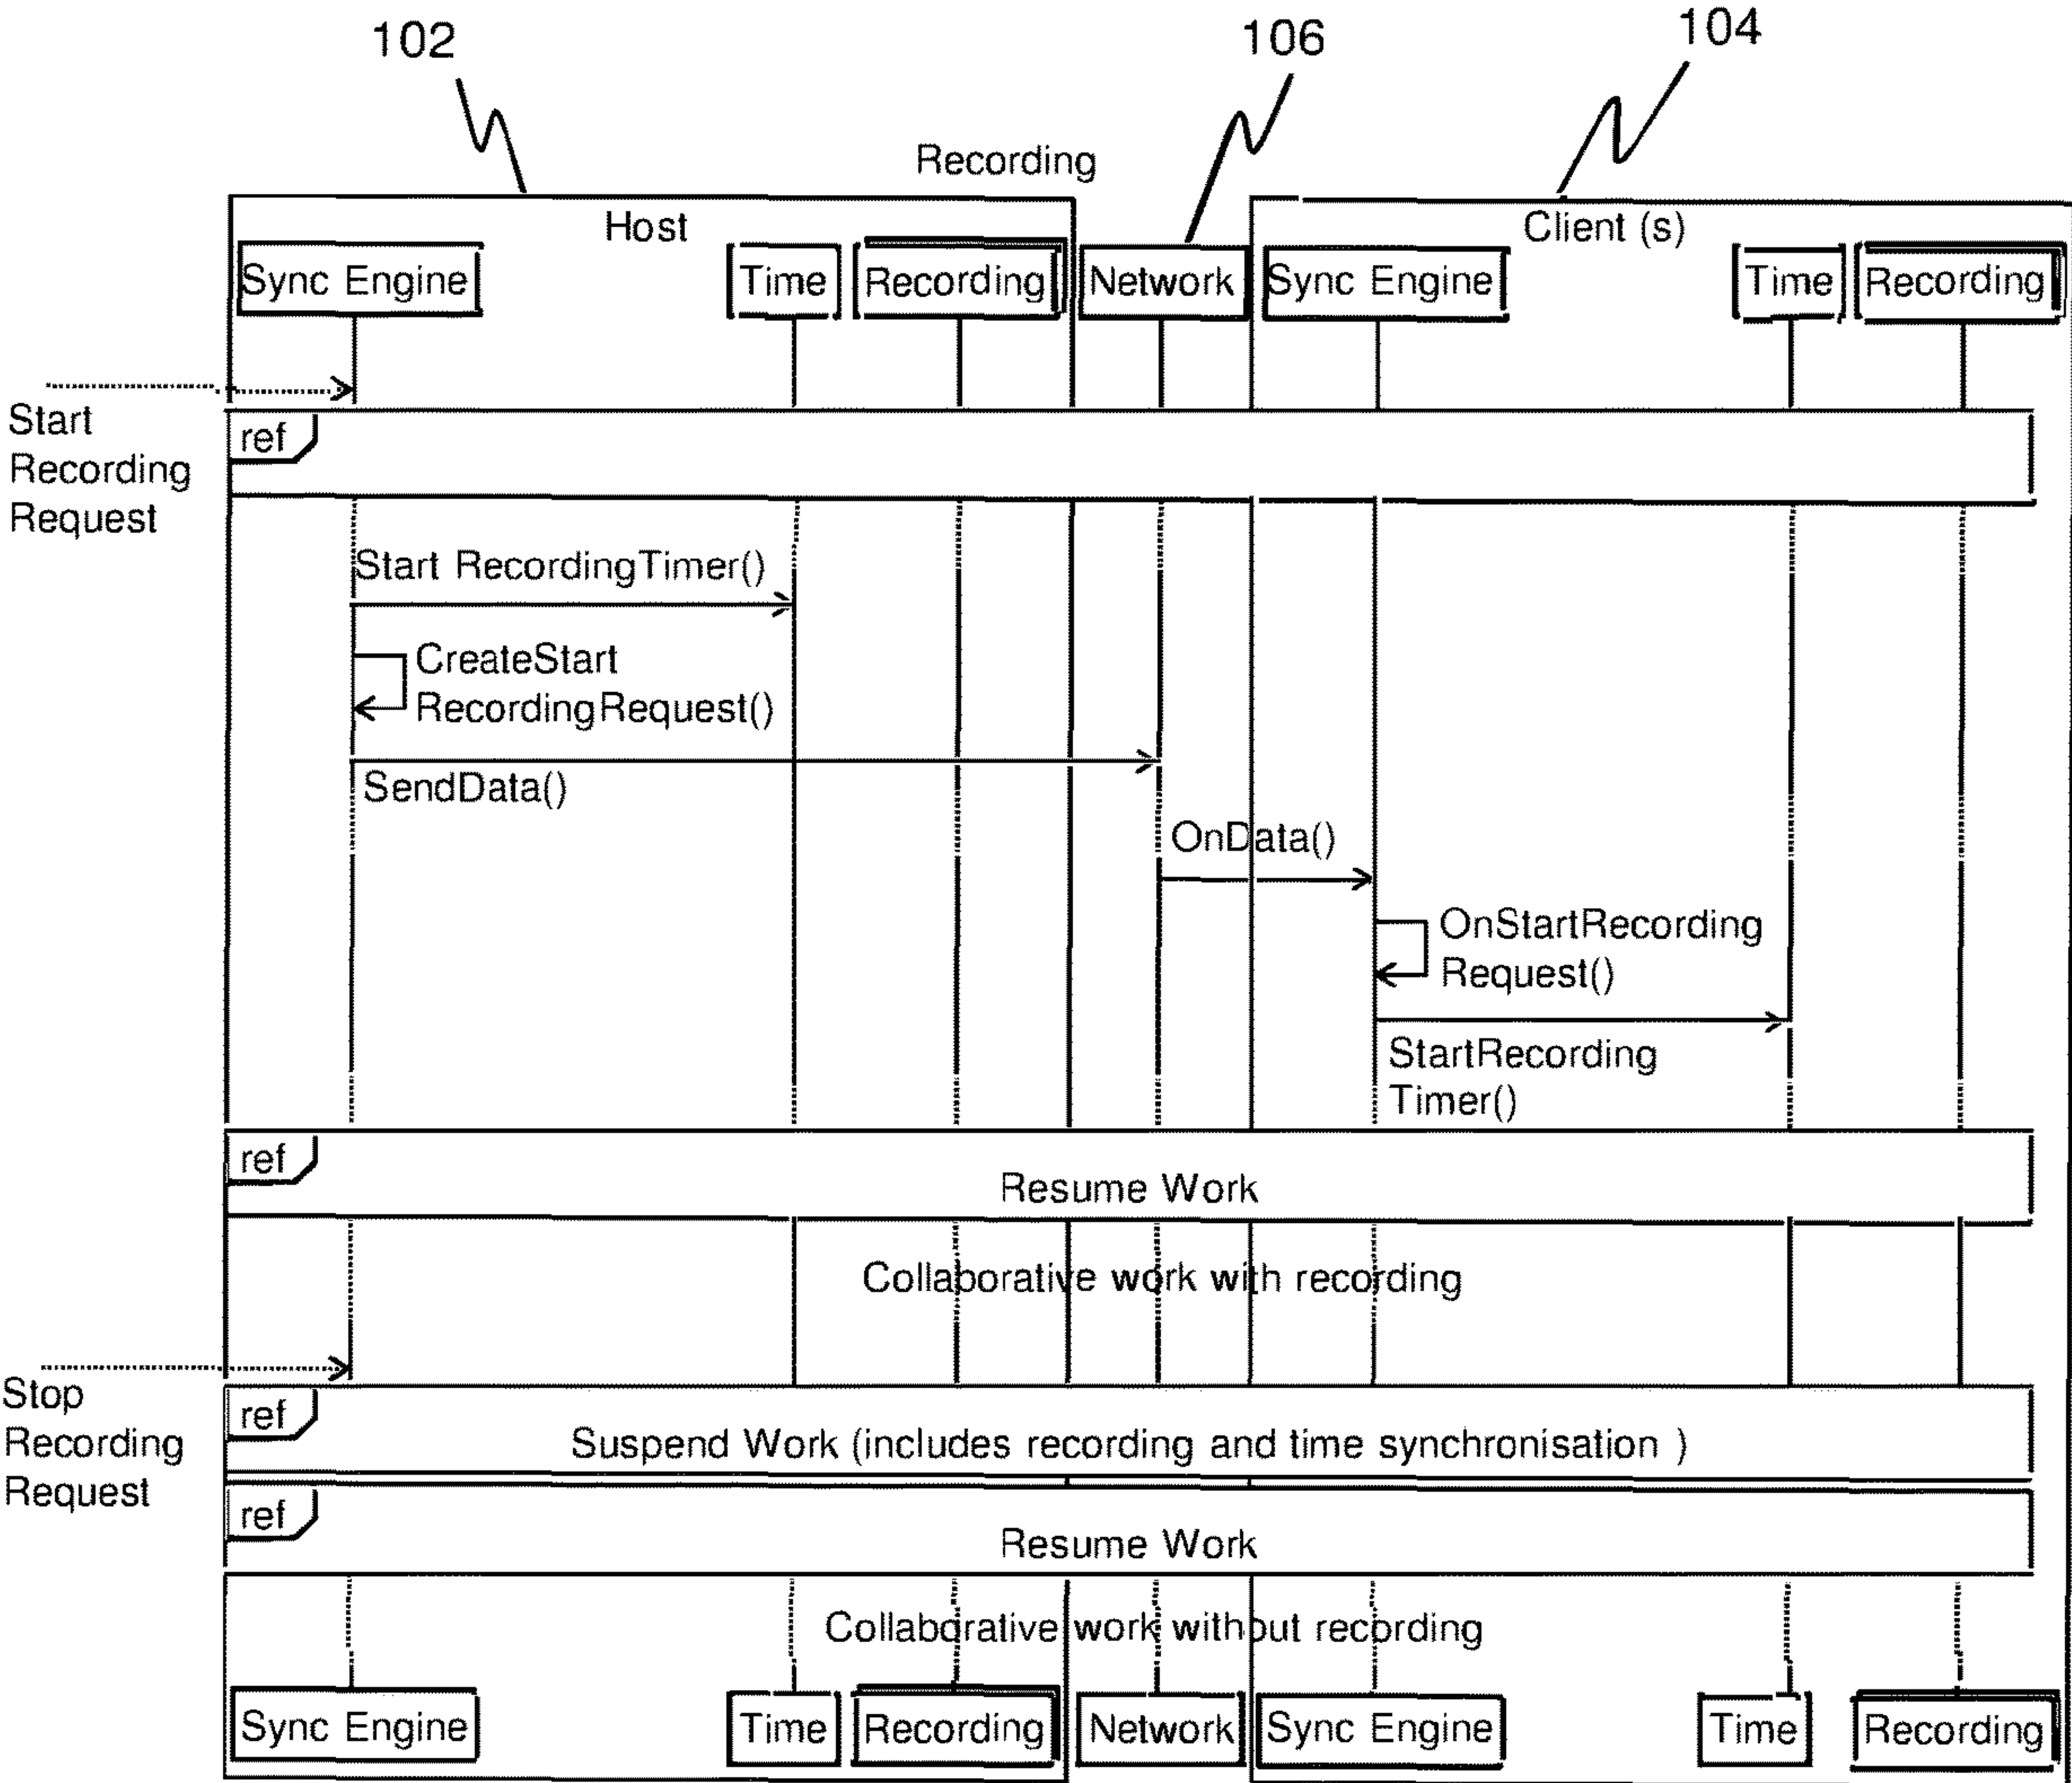 102
106
104
Recording
Host
Client (s)
Sync Engine
Time
Recording
Network
Sync Engine
Time
Recording
Start
Recording
Request
ref
Start RecordingTimer()
CreateStart
RecordingRequest()
SendData()
OnData()
OnStartRecording
Request()
StartRecording
Timer()
ref
Resume Work
Collaborative work with recording
Stop
Recording
Request
ref
Suspend Work (includes recording and time synchronisation )
ref
Resume Work
Collaborative work without recording
Sync Engine
Time
Recording
Network
Sync Engine
Time
Recording